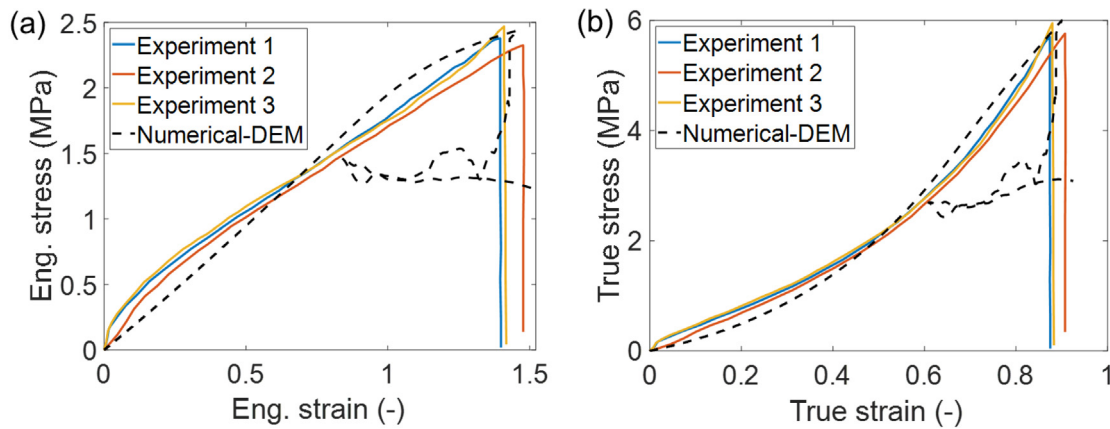 (a)
Eng. stress (MPa)
2.5
2
1.5
1
0.5
0
Experiment 1
Experiment 2
Experiment 3
Numerical-DEM
0 0.5 1 1.5
Eng. strain (-)
(b)
True stress (MPa)
6
4
2
0
Experiment 1
Experiment 2
Experiment 3
Numerical-DEM
0 0.2 0.4 0.6 0.8 1
True strain (-)